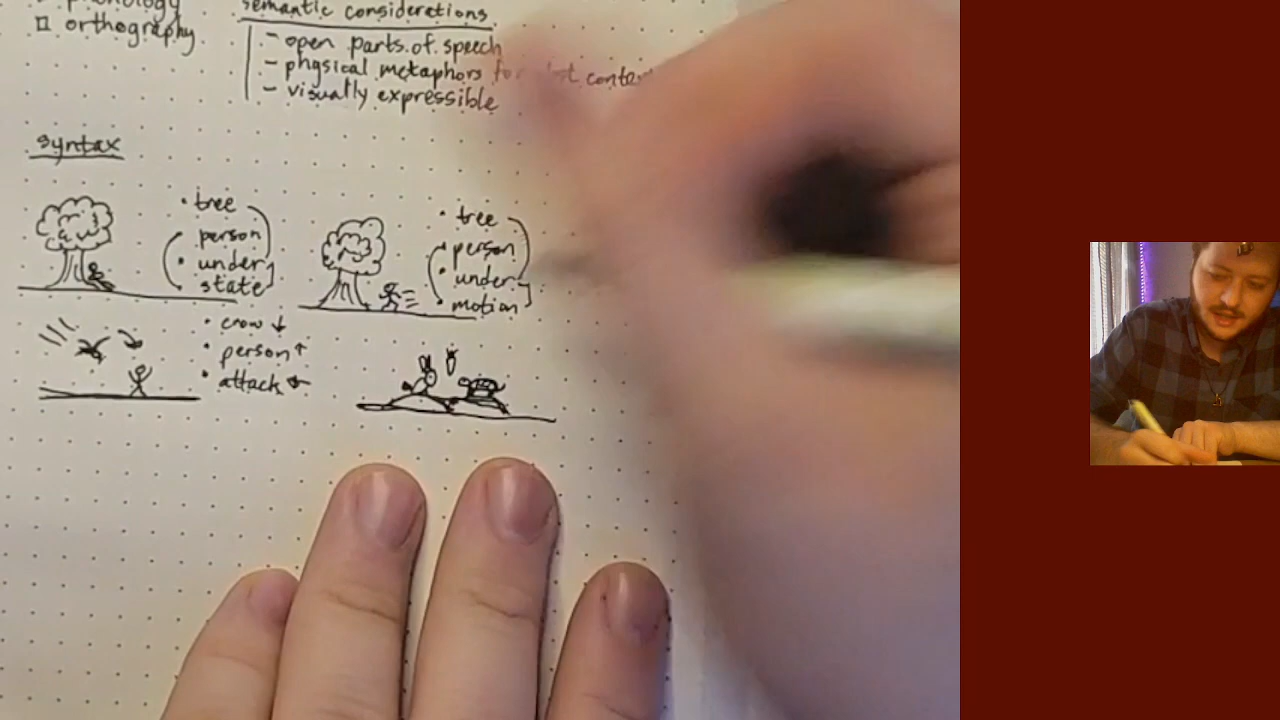 □ orthography
semantic considerations
- open parts of speech
- physical metaphors
- visually expressible
syntax
• tree
person
• under
state
• tree
• person
• under
• motion
• crow ↓
• person ↑
• attack ←